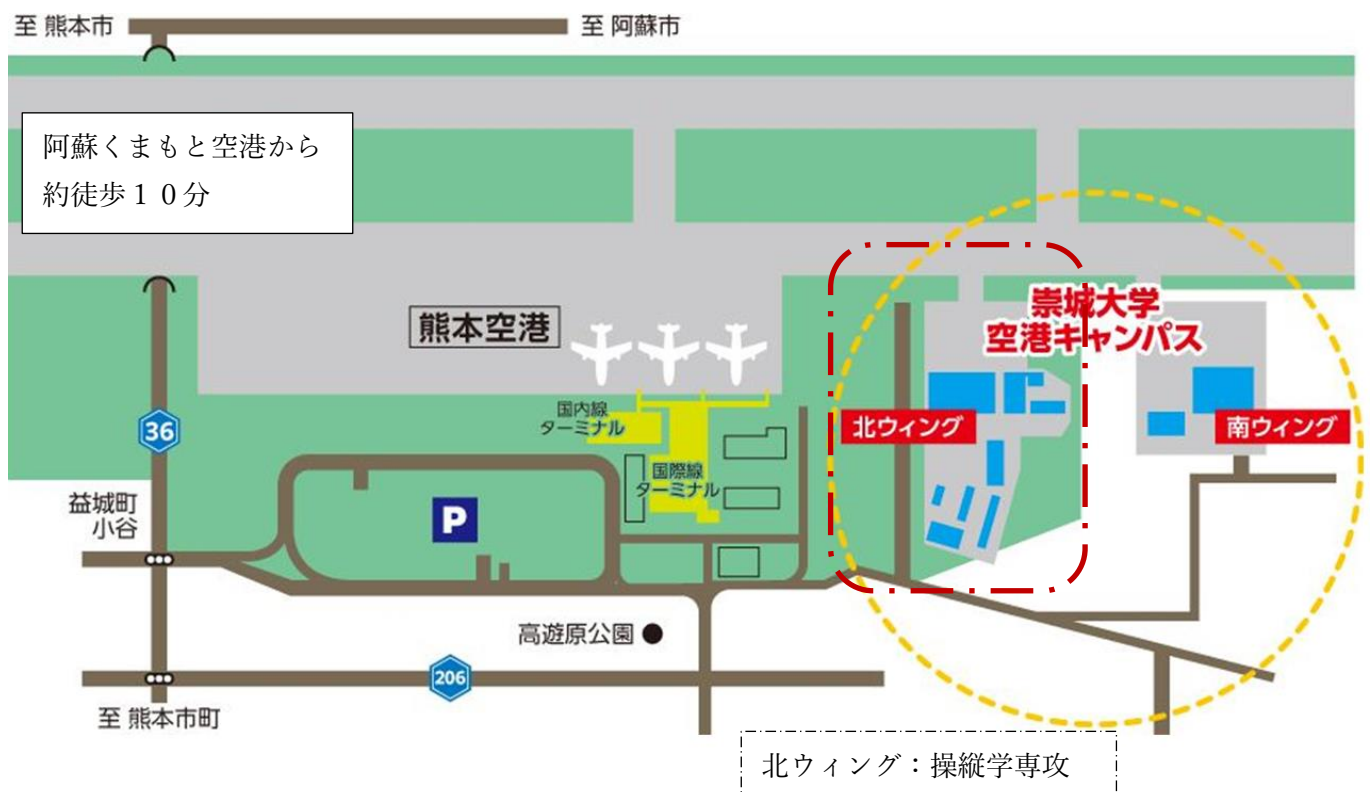 至 熊本市
至 阿蘇市
阿蘇くまもと空港から
約徒歩１０分
熊本空港
崇城大学
空港キャンパス
国内線
ターミナル
北ウィング
南ウィング
36
国際線
ターミナル
益城町
小谷
P
高遊原公園
206
至 熊本市町
北ウィング：操縦学専攻